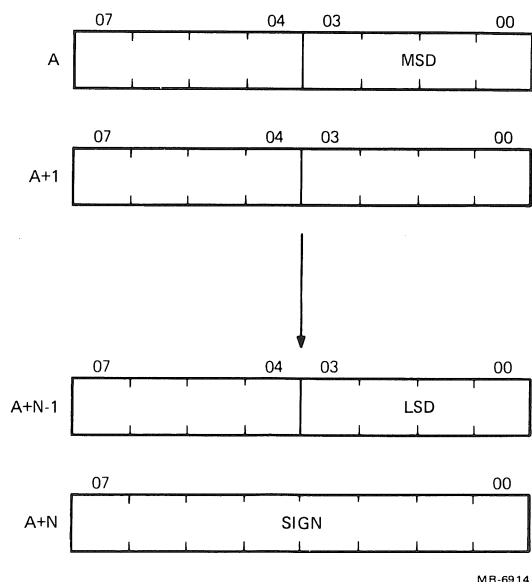 07 04 03 00
A MSD
07 04 03 00
A+1
07 04 03 00
A+N-1 LSD
07 00
A+N SIGN
MR-6914